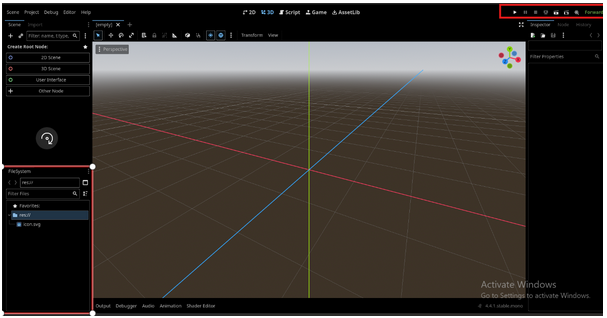 Scene Project Debug Editor Help
2D 3D Script Game AssetLib
Forward+
Scene Import
[empty]
Inspector Node History
Filter: name, t:type,
Transform View
Create Root Node:
2D Scene
3D Scene
User Interface
Other Node
Perspective
Filter Properties
FileSystem
res://
Filter Files
Favorites:
res://
icon.svg
Activate Windows
Go to Settings to activate Windows.
Output Debugger Audio Animation Shader Editor
4.4.1.stable.mono